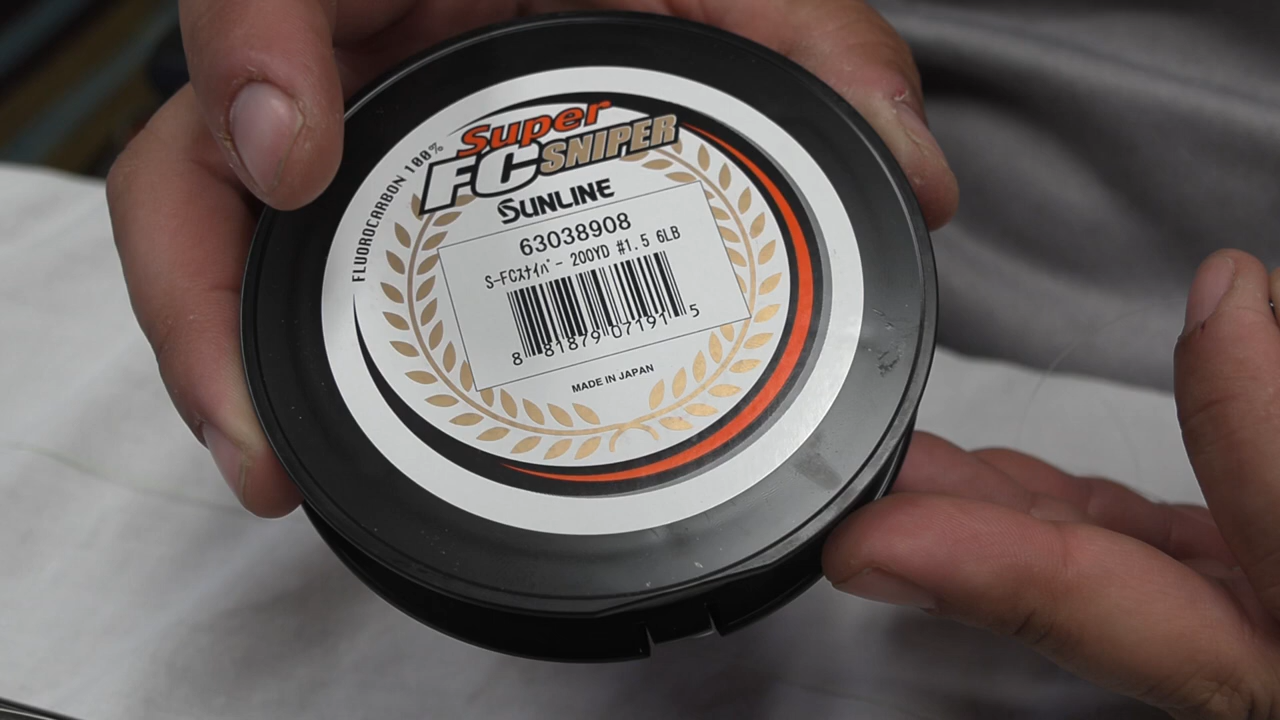 FLUOROCARBON 100%
Super
FC SNIPER
SUNLINE
63038908
S-FCスナイパー 200YD #1.5 6LB
8 81879 07191 5
MADE IN JAPAN